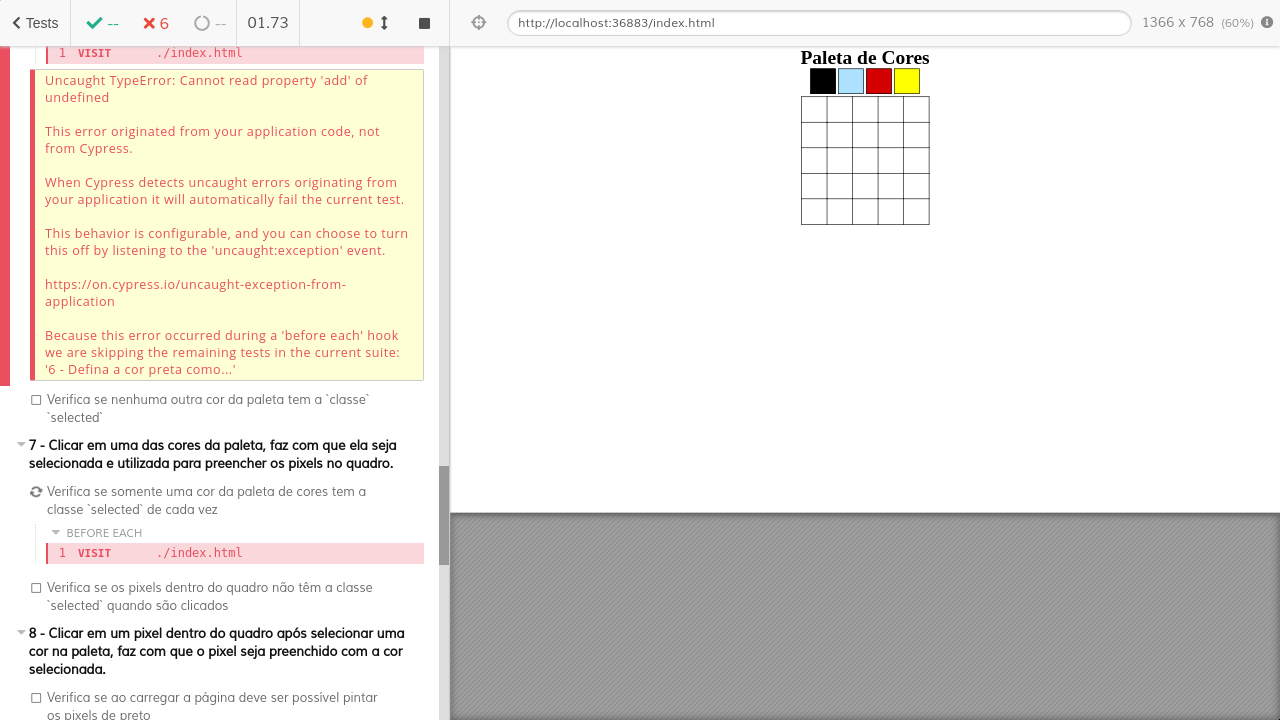 Tests
--
6
--
01.73
http://localhost:36883/index.html
1366 x 768 (60%)
1 VISIT ./index.html
Uncaught TypeError: Cannot read property 'add' of
undefined
This error originated from your application code, not
from Cypress.
When Cypress detects uncaught errors originating from
your application it will automatically fail the current test.
This behavior is configurable, and you can choose to turn
this off by listening to the 'uncaught:exception' event.
https://on.cypress.io/uncaught-exception-from-
application
Because this error occurred during a 'before each' hook
we are skipping the remaining tests in the current suite:
'6 - Defina a cor preta como...'
Verifica se nenhuma outra cor da paleta tem a `classe`
`selected`
7 - Clicar em uma das cores da paleta, faz com que ela seja
selecionada e utilizada para preencher os pixels no quadro.
Verifica se somente uma cor da paleta de cores tem a
classe `selected` de cada vez
BEFORE EACH
1 VISIT ./index.html
Verifica se os pixels dentro do quadro não têm a classe
`selected` quando são clicados
8 - Clicar em um pixel dentro do quadro após selecionar uma
cor na paleta, faz com que o pixel seja preenchido com a cor
selecionada.
Verifica se ao carregar a página deve ser possível pintar
os pixels de preto
Paleta de Cores